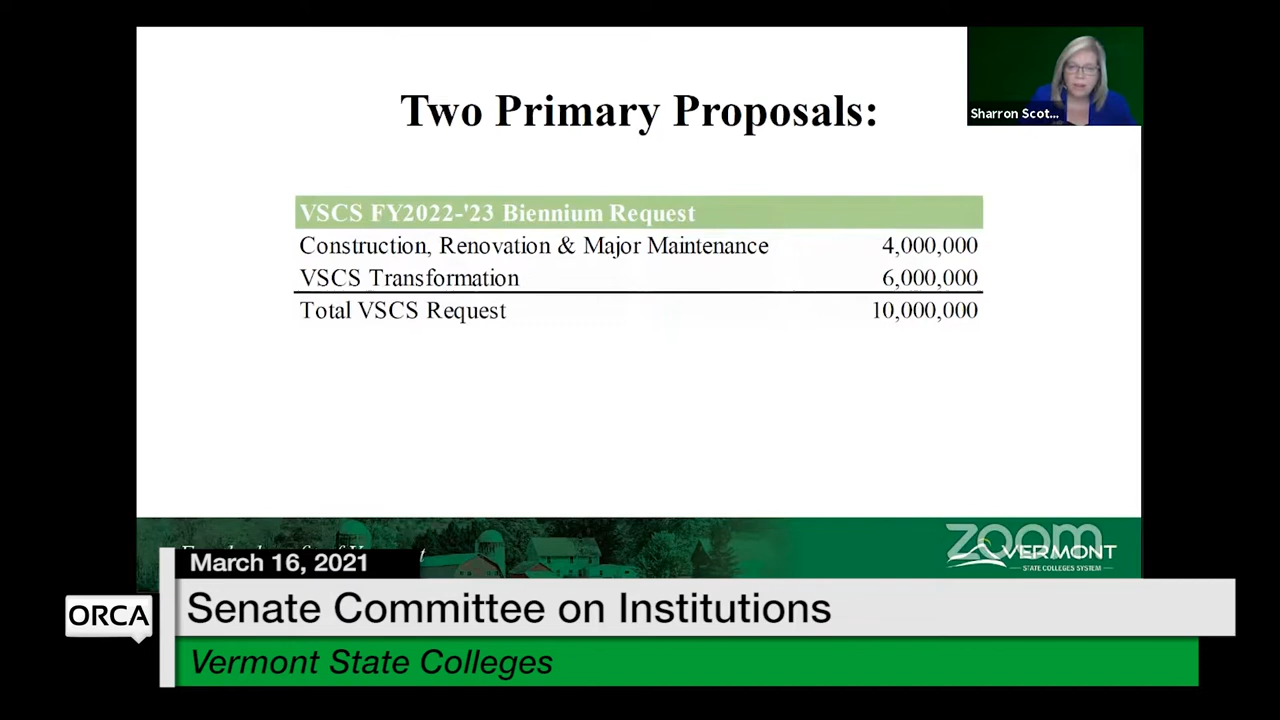 Two Primary Proposals:
Sharron Scot...
VSCS FY2022-'23 Biennium Request
Construction, Renovation & Major Maintenance 4,000,000
VSCS Transformation 6,000,000
Total VSCS Request 10,000,000
zoom
VERMONT
STATE COLLEGES SYSTEM
March 16, 2021
ORCA
Senate Committee on Institutions
Vermont State Colleges